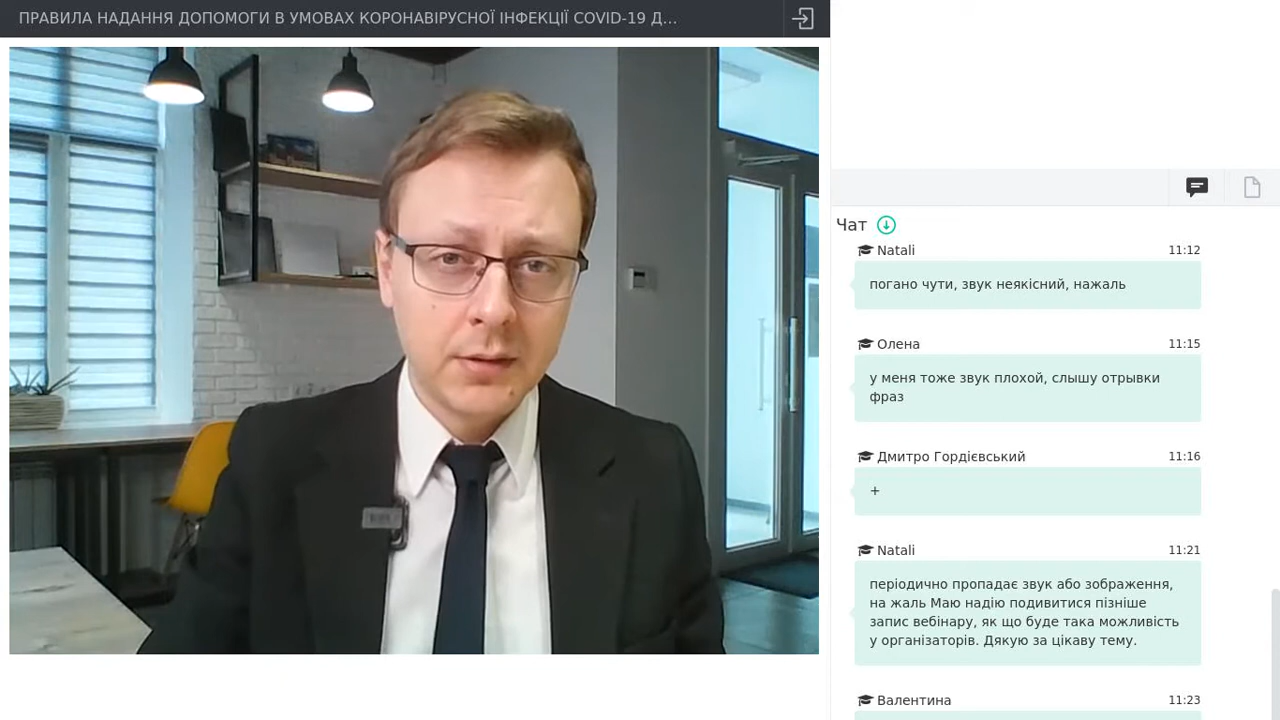 ПРАВИЛА НАДАННЯ ДОПОМОГИ В УМОВАХ КОРОНАВІРУСНОЇ ІНФЕКЦІЇ COVID-19 Д...
Чат
Natali 11:12
погано чути, звук неякісний, нажаль
Олена 11:15
у меня тоже звук плохой, слышу отрывки
фраз
Дмитро Гордієвський 11:16
+
Natali 11:21
періодично пропадає звук або зображення,
на жаль Маю надію подивитися пізніше
запис вебінару, як що буде така можливість
у організаторів. Дякую за цікаву тему.
Валентина 11:23